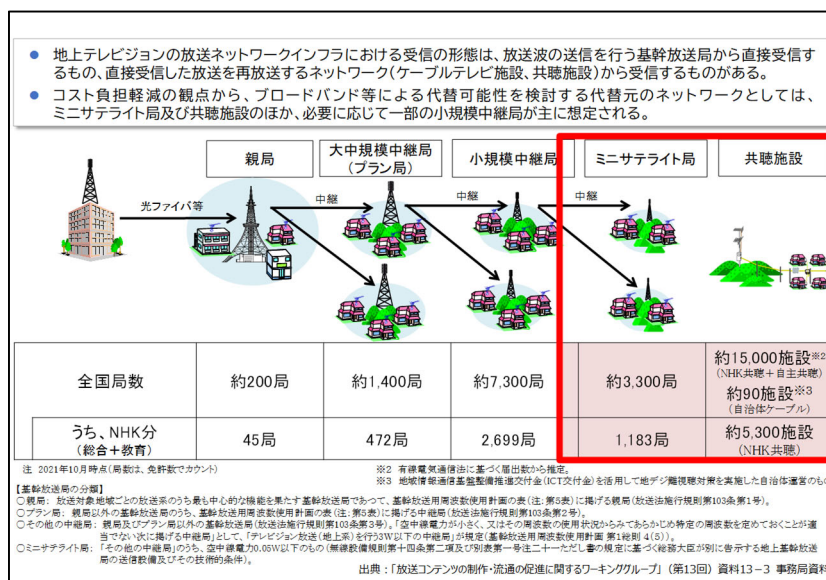 ● 地上テレビジョンの放送ネットワークインフラにおける受信の形態は、放送波の送信を行う基幹放送局から直接受信す
るもの、直接受信した放送を再放送するネットワーク(ケーブルテレビ施設、共聴施設)から受信するものがある。
● コスト負担軽減の観点から、ブロードバンド等による代替可能性を検討する代替元のネットワークとしては、
ミニサテライト局及び共聴施設のほか、必要に応じて一部の小規模中継局が主に想定される。
親局 大中規模中継局 小規模中継局 ミニサテライト局 共聴施設
(プラン局)
光ファイバ等 中継 中継 中継
全国局数 約200局 約1,400局 約7,300局 約3,300局 約15,000施設※2
(NHK共聴+自主共聴)
約90施設※3
(自治体ケーブル)
うち、NHK分 45局 472局 2,699局 1,183局 約5,300施設
(総合+教育) (NHK共聴)
注 2021年10月時点(局数は、免許数でカウント) ※2 有線電気通信法に基づく届出数から推定。
※3 地域情報通信基盤整備推進交付金(ICT交付金)を活用して地デジ難視聴対策を実施した自治体運営のもの
【基幹放送局の分類】
○親局: 放送対象地域ごとの放送系のうち最も中心的な機能を果たす基幹放送局であつて、基幹放送用周波数使用計画の表(注:第5表)に掲げる親局(放送法施行規則第103条第1号)。
○プラン局: 親局以外の基幹放送局のうち、基幹放送用周波数使用計画の表(注:第5表)に掲げる中継局(放送法施行規則第103条第2号)。
○その他の中継局: 親局及びプラン局以外の基幹放送局(放送法施行規則第103条第3号)。「空中線電力が小さく、又はその周波数の使用状況からみてあらかじめ特定の周波数を定めておくことが適
当でない次に掲げる中継局」として、「テレビジョン放送(地上系)を行う3W以下の中継局」が規定(基幹放送用周波数使用計画 第1総則 4(5))。
○ミニサテライト局: 「その他の中継局」のうち、空中線電力0.05W以下のもの(無線設備規則第十四条第二項及び別表第一号注二十一ただし書の規定に基づく総務大臣が別に告示する地上基幹放送
局の送信設備及びその技術的条件)。
出典:「放送コンテンツの制作・流通の促進に関するワーキンググループ」(第13回) 資料13-3 事務局資料